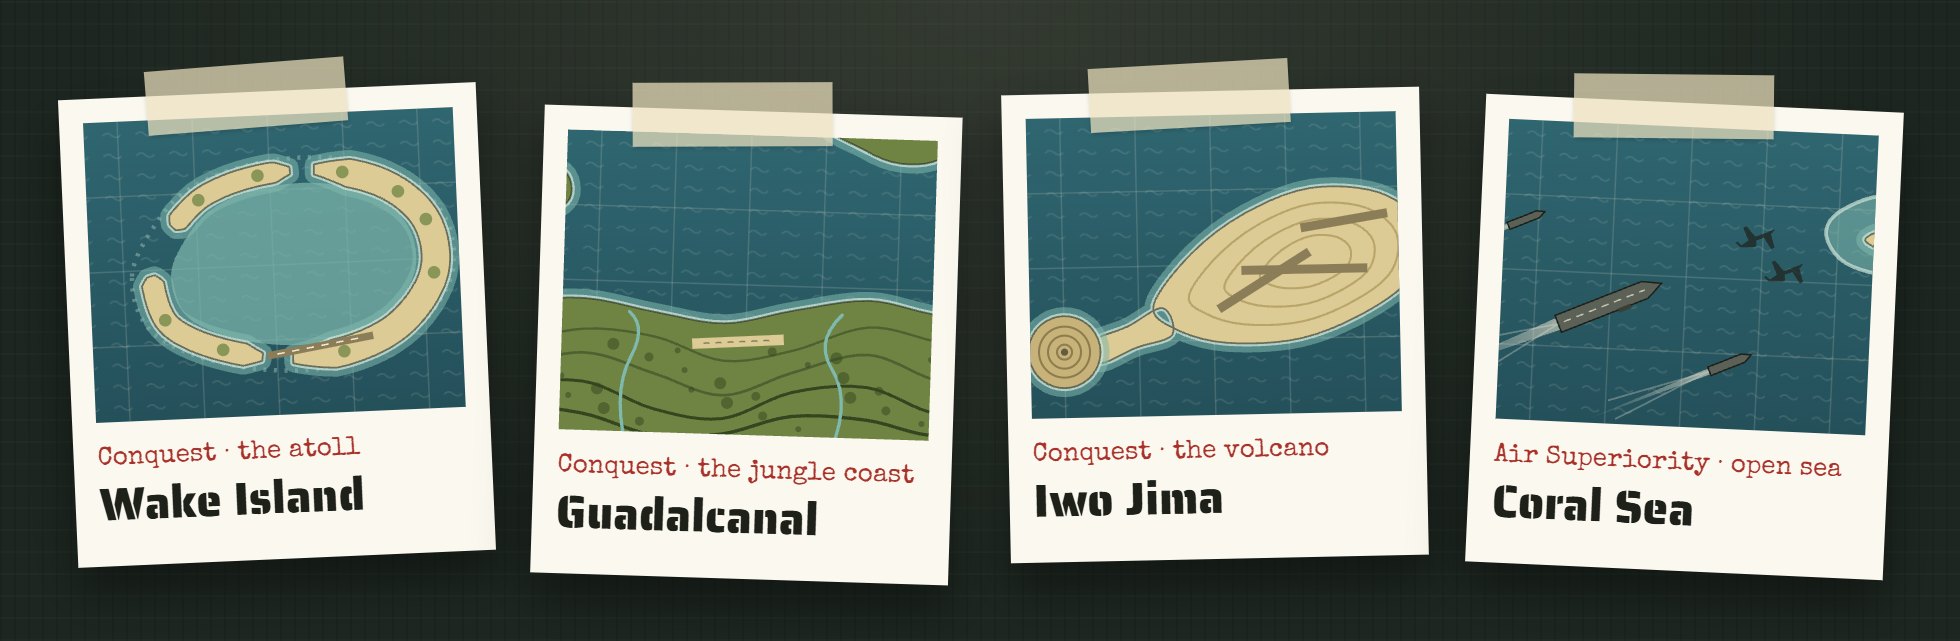 Conquest · the atoll
Wake Island
Conquest · the jungle coast
Guadalcanal
Conquest · the volcano
Iwo Jima
Air Superiority · open sea
Coral Sea